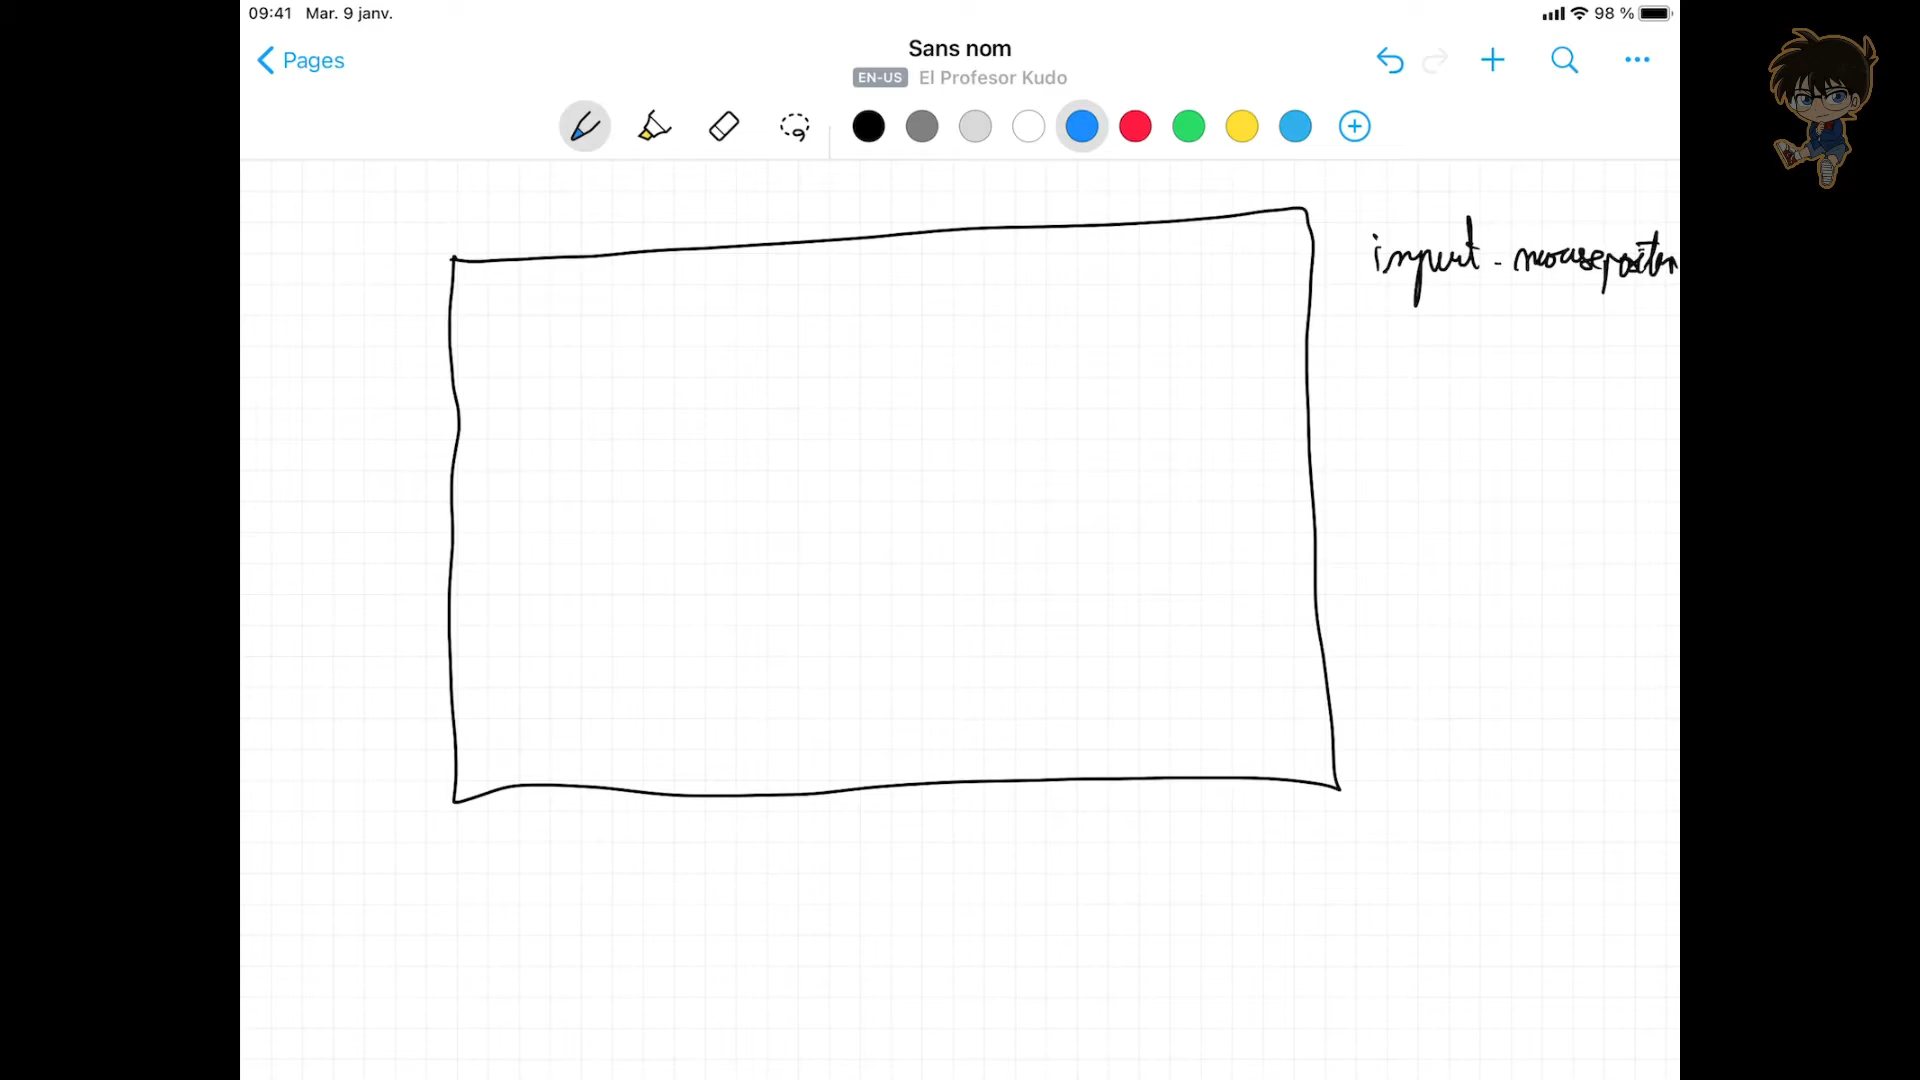 09:41 Mar. 9 janv.
98 %
Pages
Sans nom
EN-US El Profesor Kudo
input. mouseposition